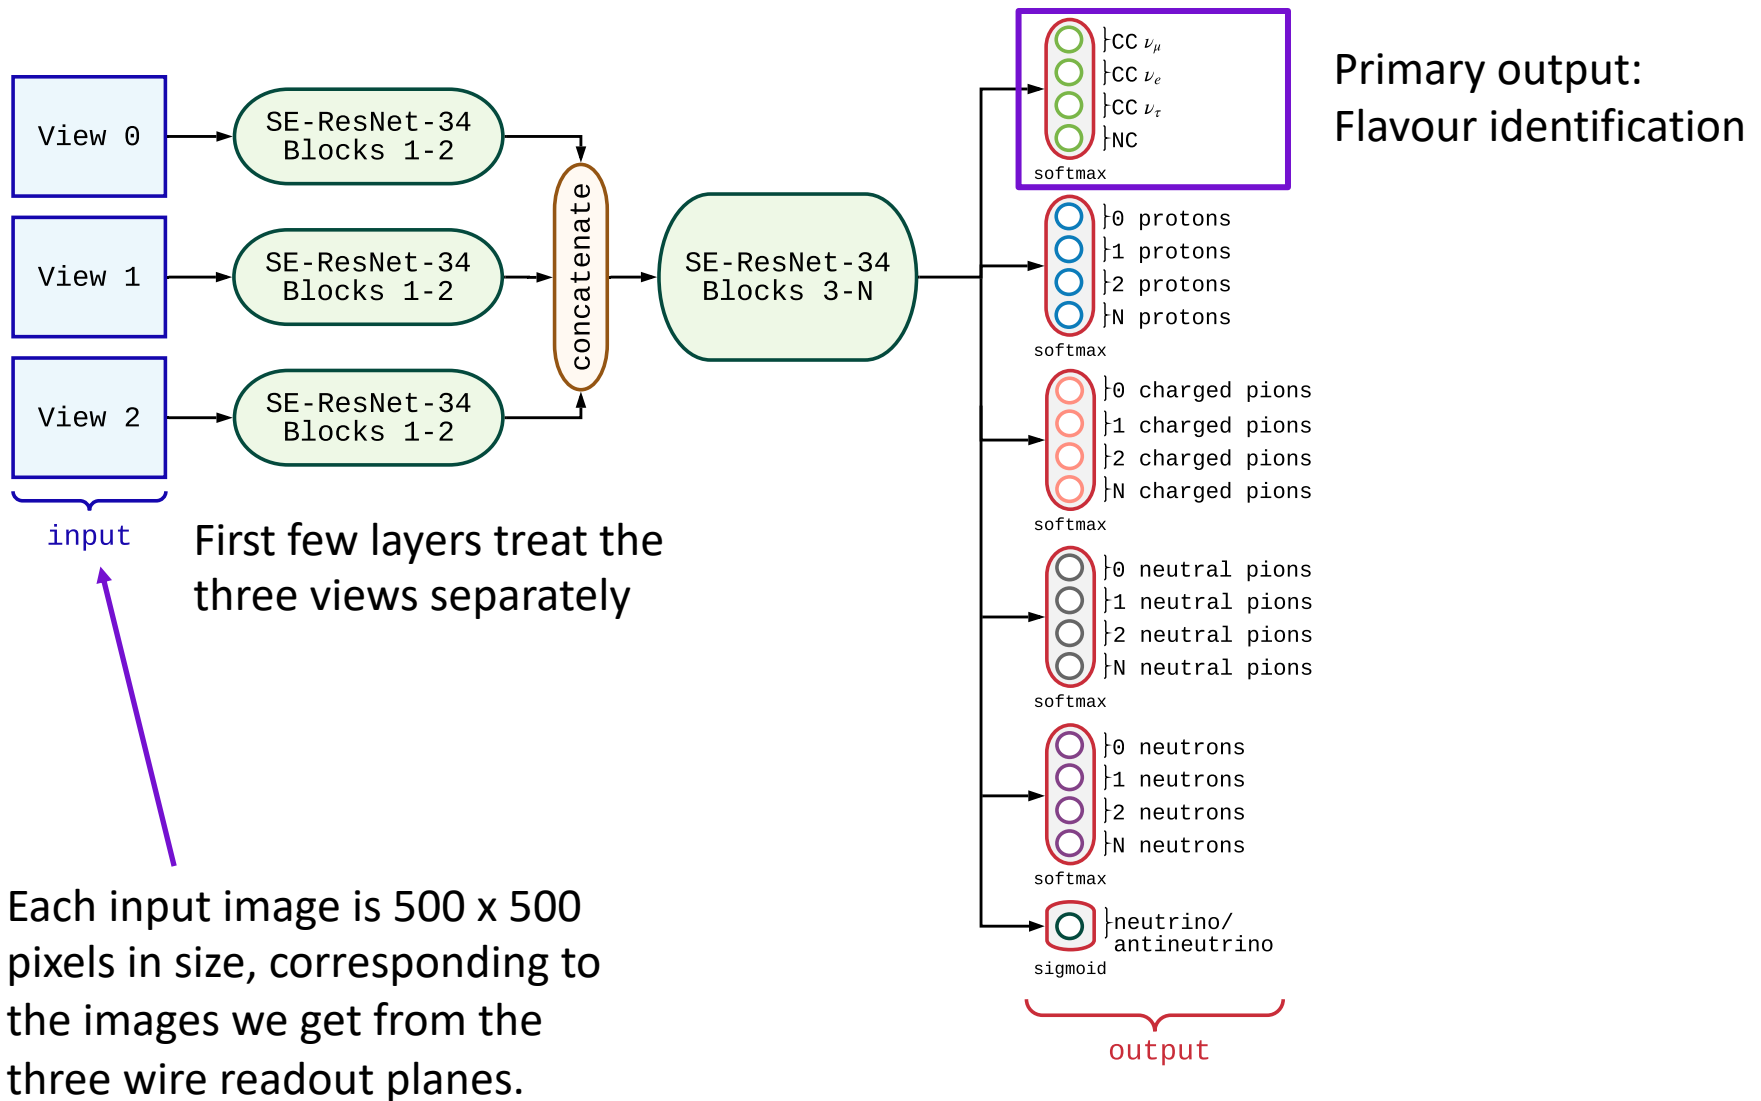 View 0
SE-ResNet-34
Blocks 1-2
View 1
SE-ResNet-34
Blocks 1-2
View 2
SE-ResNet-34
Blocks 1-2
input
concatenate
SE-ResNet-34
Blocks 3-N
First few layers treat the
three views separately
Each input image is 500 x 500
pixels in size, corresponding to
the images we get from the
three wire readout planes.
CC νμ
CC νe
CC ντ
NC
softmax
Primary output:
Flavour identification
0 protons
1 protons
2 protons
N protons
softmax
0 charged pions
1 charged pions
2 charged pions
N charged pions
softmax
0 neutral pions
1 neutral pions
2 neutral pions
N neutral pions
softmax
0 neutrons
1 neutrons
2 neutrons
N neutrons
softmax
neutrino/
antineutrino
sigmoid
output